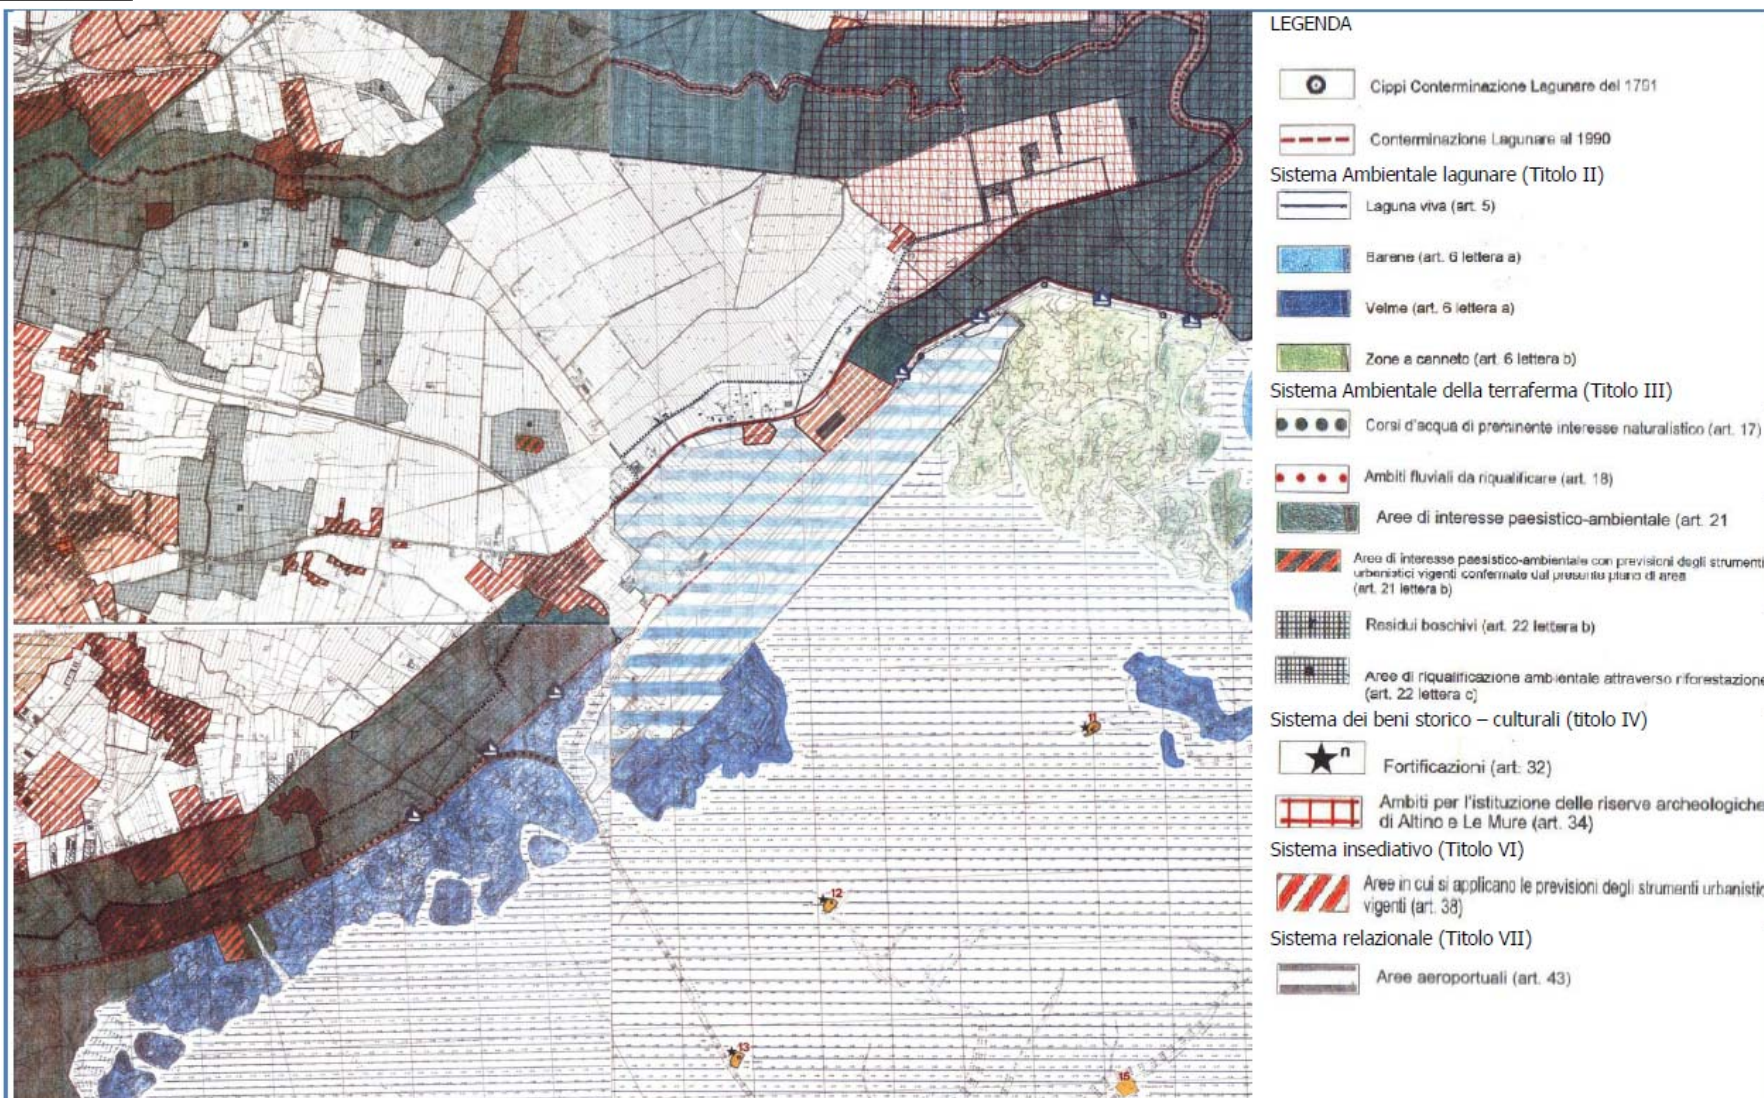 LEGENDA
Cippi Conterminazione Lagunare del 1791
Conterminazione Lagunare al 1990
Sistema Ambientale lagunare (Titolo II)
Laguna viva (art. 5)
Barene (art. 6 lettera a)
Velme (art. 6 lettera a)
Zone a canneto (art. 6 lettera b)
Sistema Ambientale della terraferma (Titolo III)
Corsi d'acqua di preminente interesse naturalistico (art. 17)
Ambiti fluviali da riqualificare (art. 18)
Aree di interesse paesistico-ambientale (art. 21
Aree di interesse paesistico-ambientale con previsioni degli strumenti
urbanistici vigenti confermate dal presente piano di area
(art. 21 lettera b)
Residui boschivi (art. 22 lettera b)
Aree di riqualificazione ambientale attraverso riforestazione
(art. 22 lettera c)
Sistema dei beni storico – culturali (titolo IV)
n
Fortificazioni (art. 32)
Ambiti per l'istituzione delle riserve archeologiche
di Altino e Le Mure (art. 34)
Sistema insediativo (Titolo VI)
Aree in cui si applicano le previsioni degli strumenti urbanistic
vigenti (art. 38)
Sistema relazionale (Titolo VII)
Aree aeroportuali (art. 43)
11
12
13
15